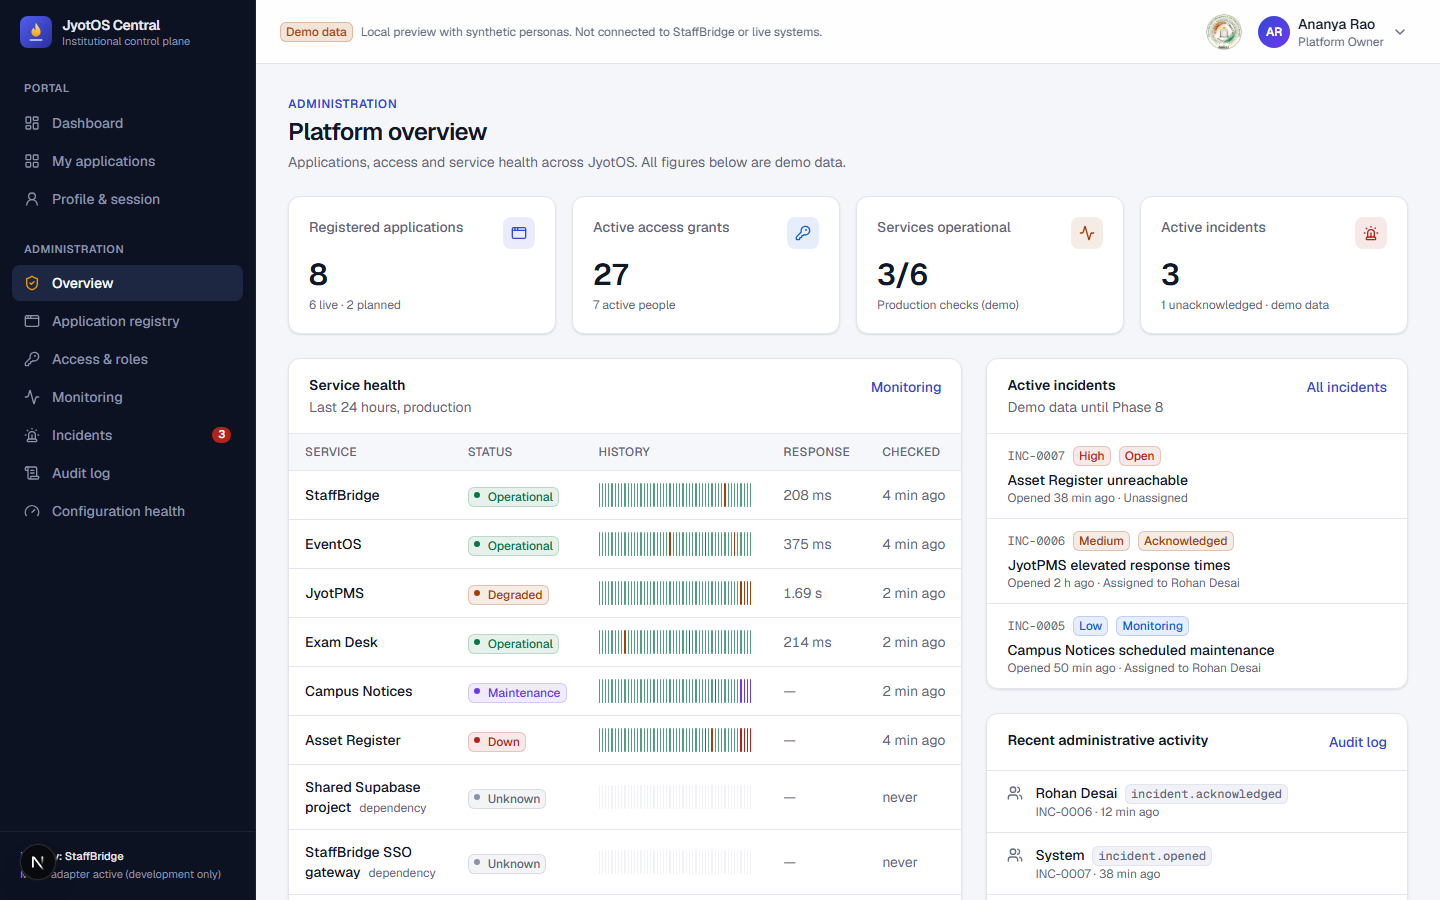 JyotOS Central
Institutional control plane
PORTAL
Dashboard
My applications
Profile & session
ADMINISTRATION
Overview
Application registry
Access & roles
Monitoring
Incidents 3
Audit log
Configuration health
y: StaffBridge
adapter active (development only)
N
Demo data Local preview with synthetic personas. Not connected to StaffBridge or live systems.
AR Ananya Rao
Platform Owner
ADMINISTRATION
Platform overview
Applications, access and service health across JyotOS. All figures below are demo data.
Registered applications
8
6 live · 2 planned
Active access grants
27
7 active people
Services operational
3/6
Production checks (demo)
Active incidents
3
1 unacknowledged · demo data
Service health Monitoring
Last 24 hours, production
SERVICE STATUS HISTORY RESPONSE CHECKED
StaffBridge Operational 208 ms 4 min ago
EventOS Operational 375 ms 4 min ago
JyotPMS Degraded 1.69 s 2 min ago
Exam Desk Operational 214 ms 2 min ago
Campus Notices Maintenance — 2 min ago
Asset Register Down — 4 min ago
Shared Supabase
project dependency Unknown — never
StaffBridge SSO
gateway dependency Unknown — never
Active incidents All incidents
Demo data until Phase 8
INC-0007 High Open
Asset Register unreachable
Opened 38 min ago · Unassigned
INC-0006 Medium Acknowledged
JyotPMS elevated response times
Opened 2 h ago · Assigned to Rohan Desai
INC-0005 Low Monitoring
Campus Notices scheduled maintenance
Opened 50 min ago · Assigned to Rohan Desai
Recent administrative activity Audit log
Rohan Desai incident.acknowledged
INC-0006 · 12 min ago
System incident.opened
INC-0007 · 38 min ago